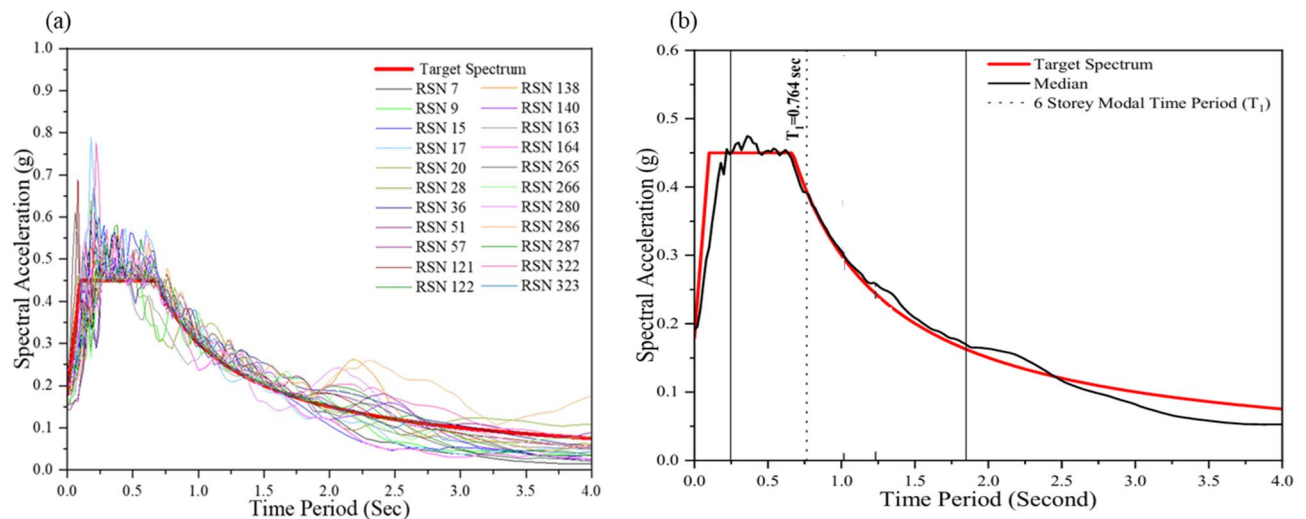 (a)
Spectral Acceleration (g)
1.0
0.9
0.8
0.7
0.6
0.5
0.4
0.3
0.2
0.1
0.0
Target Spectrum
RSN 7 RSN 138
RSN 9 RSN 140
RSN 15 RSN 163
RSN 17 RSN 164
RSN 20 RSN 265
RSN 28 RSN 266
RSN 36 RSN 280
RSN 51 RSN 286
RSN 57 RSN 287
RSN 121 RSN 322
RSN 122 RSN 323
0.0 0.5 1.0 1.5 2.0 2.5 3.0 3.5 4.0
Time Period (Sec)
(b)
Spectral Acceleration (g)
0.6
0.5
0.4
0.3
0.2
0.1
0.0
T1=0.764 sec
Target Spectrum
Median
6 Storey Modal Time Period (T1)
0.0 0.5 1.0 1.5 2.0 2.5 3.0 3.5 4.0
Time Period (Second)